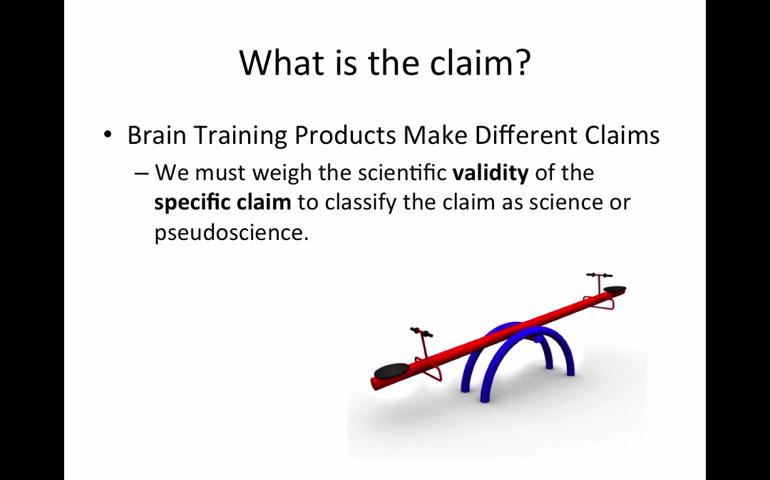 What is the claim?
• Brain Training Products Make Different Claims
– We must weigh the scientific validity of the
specific claim to classify the claim as science or
pseudoscience.